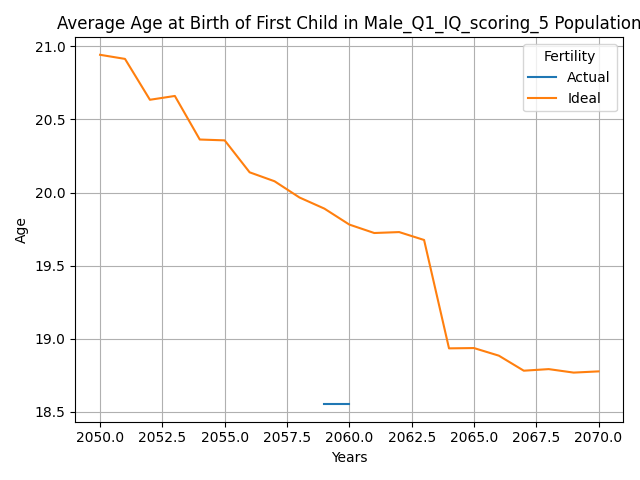 Average Age at Birth of First Child in Male_Q1_IQ_scoring_5 Population
Fertility
Actual
Ideal
21.0
20.5
20.0
19.5
19.0
18.5
Age
2050.0 2052.5 2055.0 2057.5 2060.0 2062.5 2065.0 2067.5 2070.0
Years